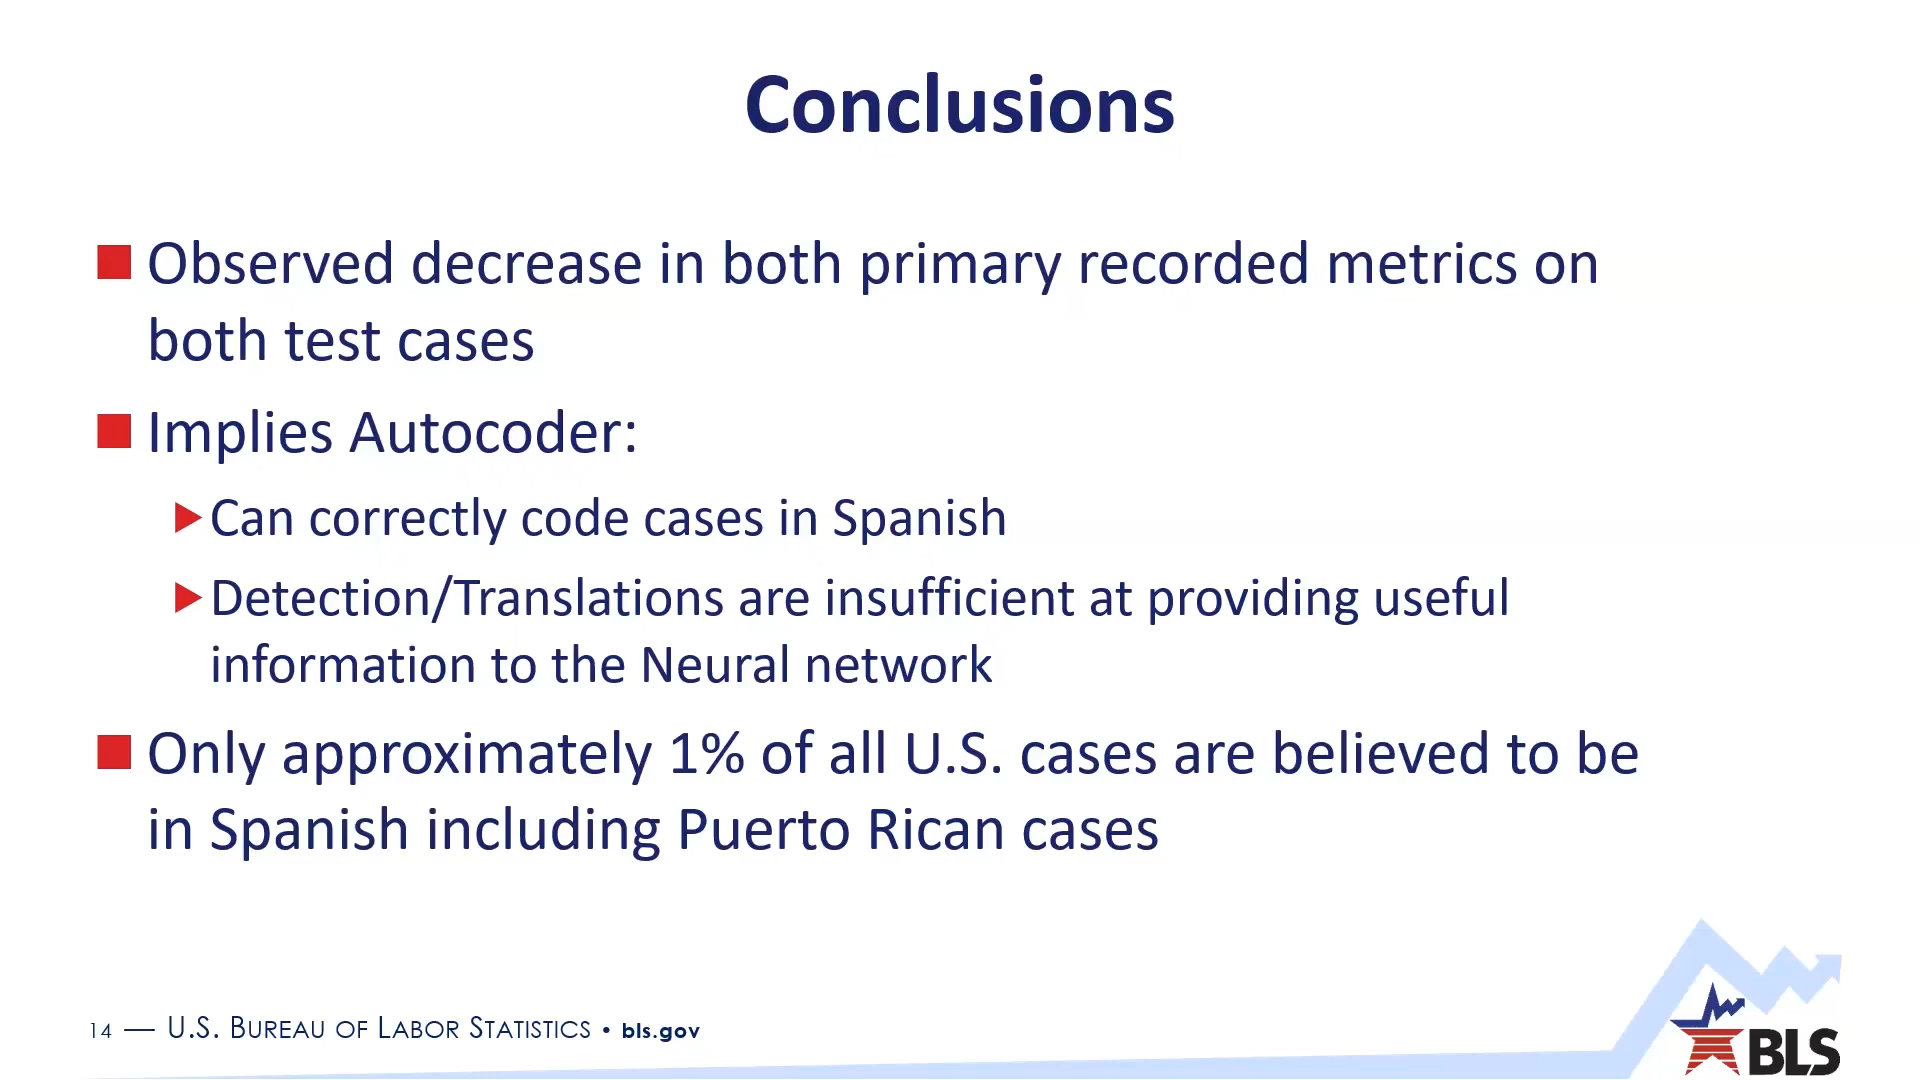 Conclusions
Observed decrease in both primary recorded metrics on
both test cases
Implies Autocoder:
Can correctly code cases in Spanish
Detection/Translations are insufficient at providing useful
information to the Neural network
Only approximately 1% of all U.S. cases are believed to be
in Spanish including Puerto Rican cases
14 — U.S. BUREAU OF LABOR STATISTICS • bls.gov
BLS